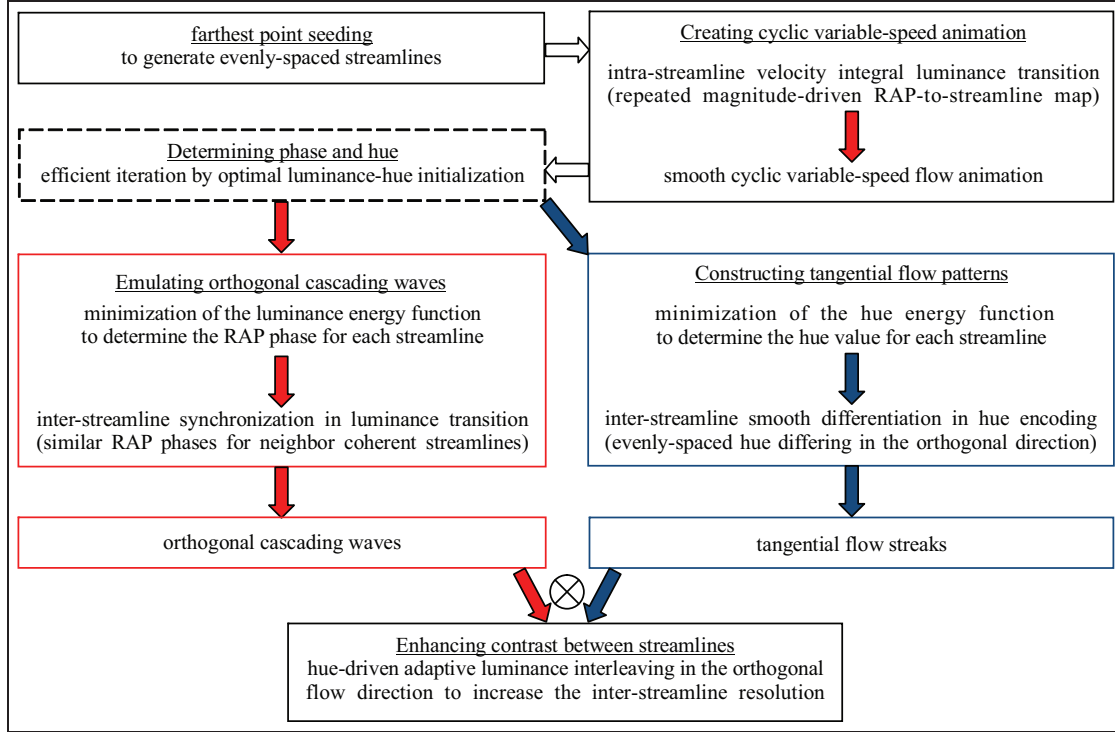 farthest point seeding
to generate evenly-spaced streamlines
Creating cyclic variable-speed animation
intra-streamline velocity integral luminance transition
(repeated magnitude-driven RAP-to-streamline map)
smooth cyclic variable-speed flow animation
Determining phase and hue
efficient iteration by optimal luminance-hue initialization
Emulating orthogonal cascading waves
minimization of the luminance energy function
to determine the RAP phase for each streamline
inter-streamline synchronization in luminance transition
(similar RAP phases for neighbor coherent streamlines)
Constructing tangential flow patterns
minimization of the hue energy function
to determine the hue value for each streamline
inter-streamline smooth differentiation in hue encoding
(evenly-spaced hue differing in the orthogonal direction)
orthogonal cascading waves
tangential flow streaks
Enhancing contrast between streamlines
hue-driven adaptive luminance interleaving in the orthogonal
flow direction to increase the inter-streamline resolution